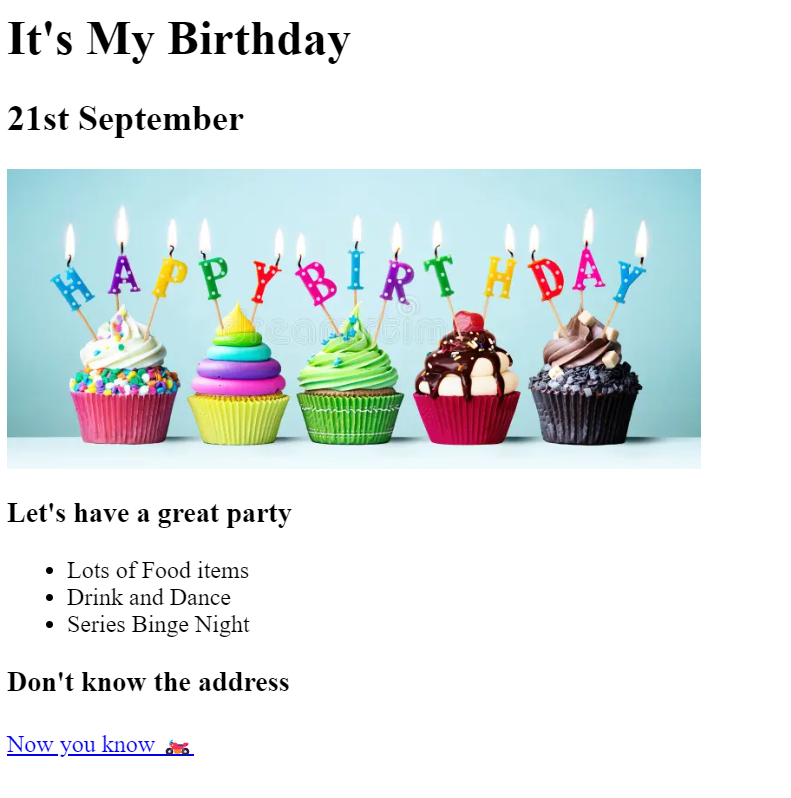 It's My Birthday
21st September
HAPPY BIRTHDAY
Let's have a great party
Lots of Food items
Drink and Dance
Series Binge Night
Don't know the address
Now you know 🏍️